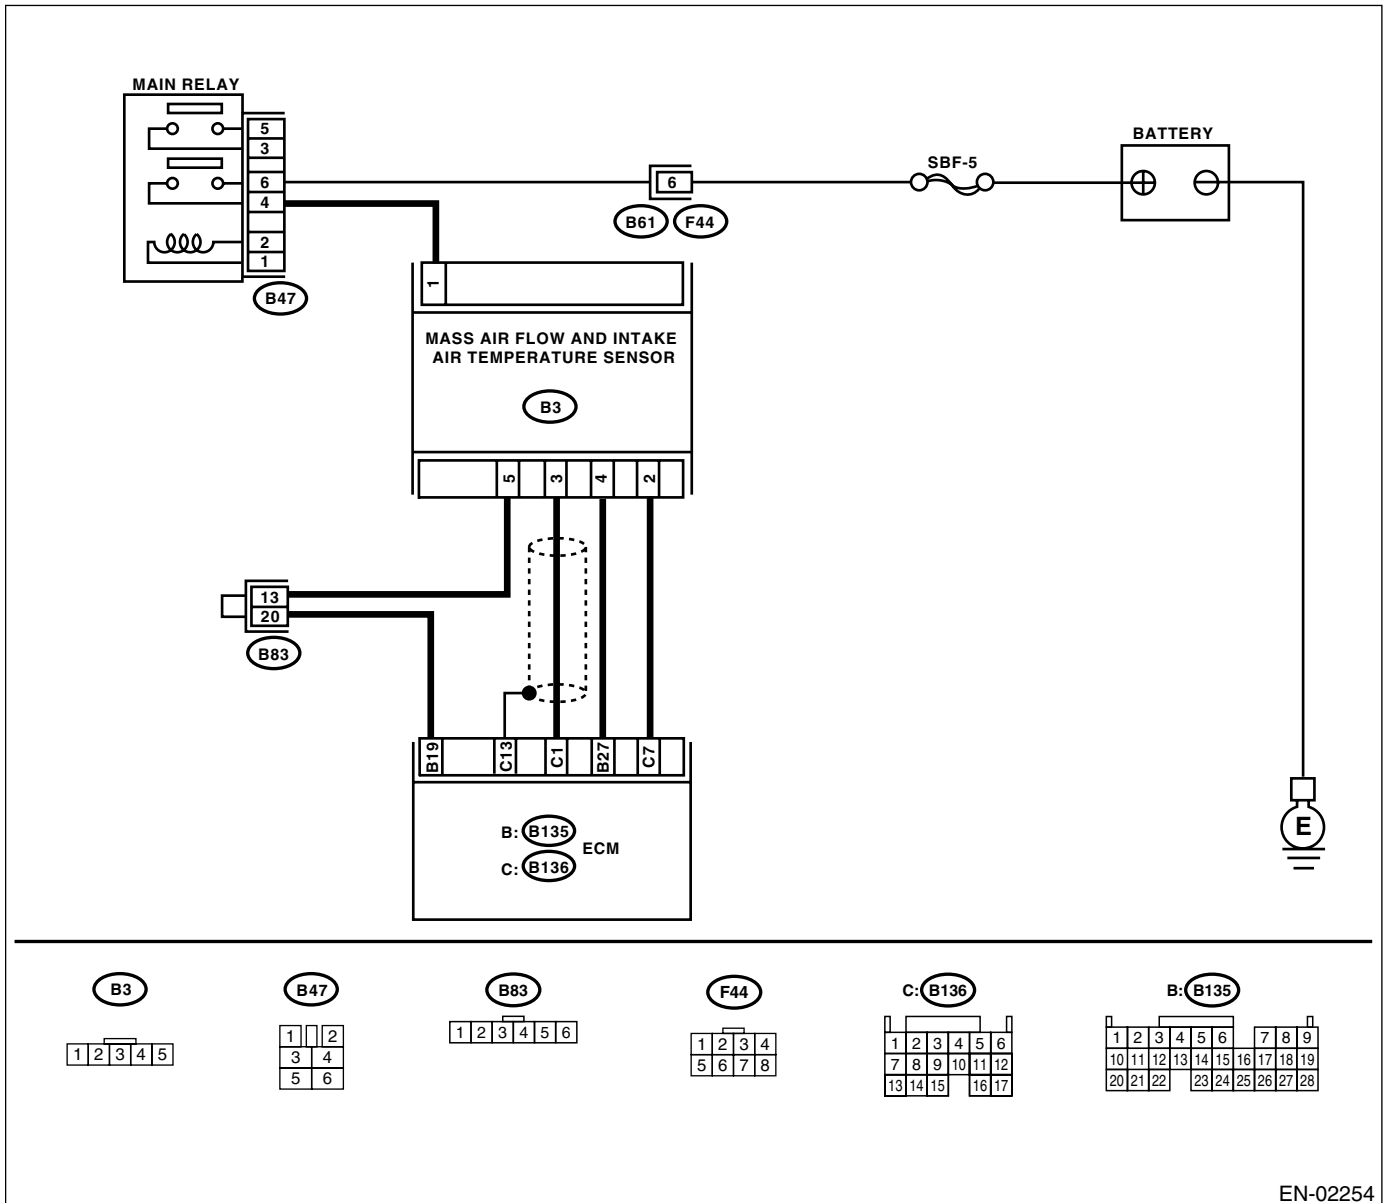 MAIN RELAY
5
3
6
4
2
1
B47
6
B61 F44
SBF-5
BATTERY
1
MASS AIR FLOW AND INTAKE
AIR TEMPERATURE SENSOR
B3
5 3 4 2
13
20
B83
B19 C13 C1 B27 C7
B: B135
ECM
C: B136
E
B3
1 2 3 4 5
B47
1 2
3 4
5 6
B83
1 2 3 4 5 6
F44
1 2 3 4
5 6 7 8
C: B136
1 2 3 4 5 6
7 8 9 10 11 12
13 14 15 16 17
B: B135
1 2 3 4 5 6 7 8 9
10 11 12 13 14 15 16 17 18 19
20 21 22 23 24 25 26 27 28
EN-02254